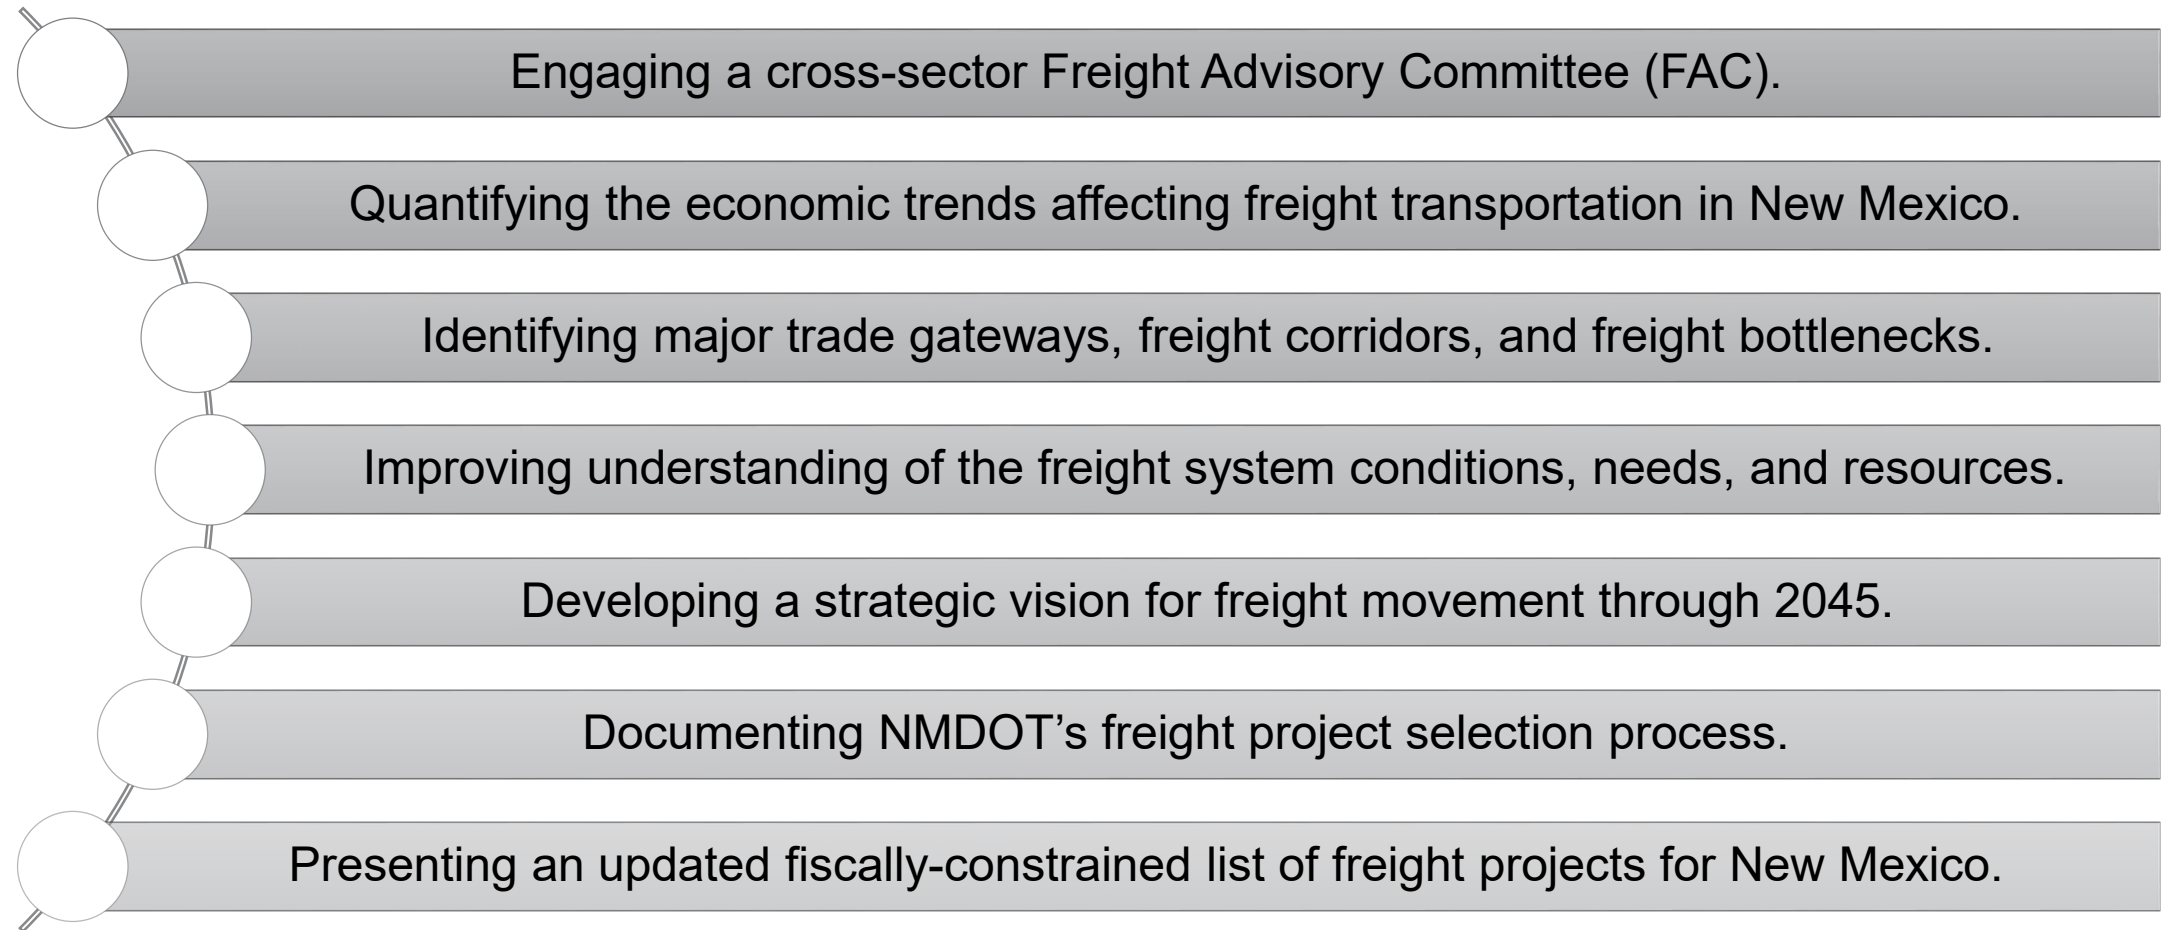 Engaging a cross-sector Freight Advisory Committee (FAC).
Quantifying the economic trends affecting freight transportation in New Mexico.
Identifying major trade gateways, freight corridors, and freight bottlenecks.
Improving understanding of the freight system conditions, needs, and resources.
Developing a strategic vision for freight movement through 2045.
Documenting NMDOT’s freight project selection process.
Presenting an updated fiscally-constrained list of freight projects for New Mexico.